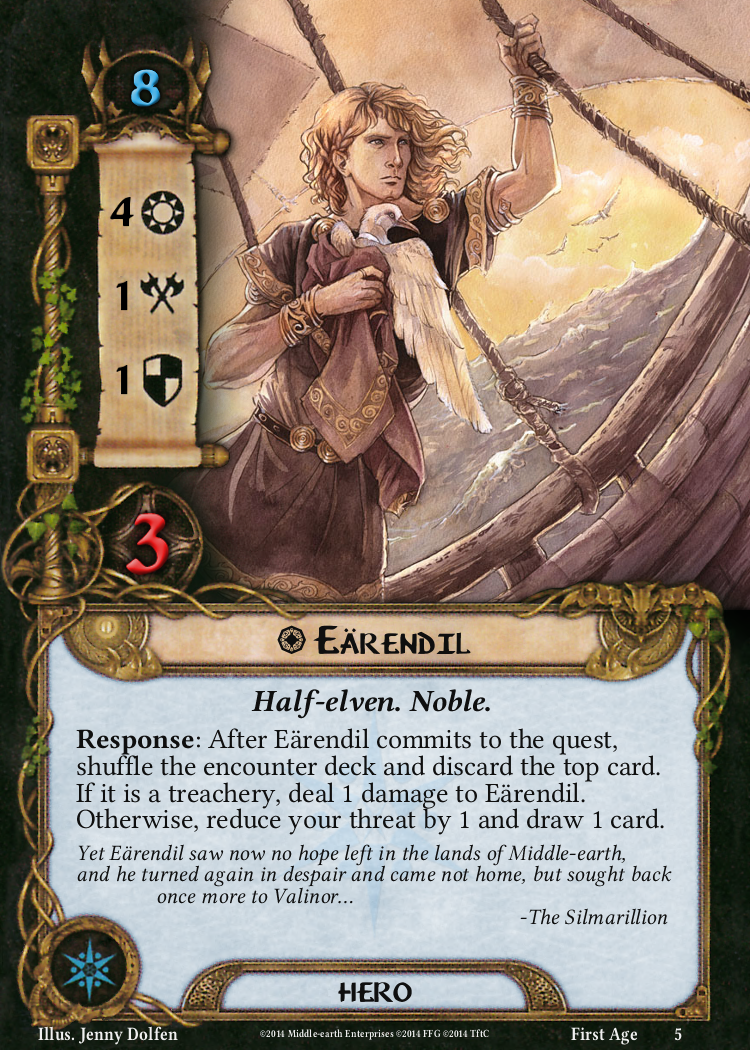 8
4
1
1
3
Eärendil
Half-elven. Noble.
Response: After Eärendil commits to the quest,
shuffle the encounter deck and discard the top card.
If it is a treachery, deal 1 damage to Eärendil.
Otherwise, reduce your threat by 1 and draw 1 card.
Yet Eärendil saw now no hope left in the lands of Middle-earth,
and he turned again in despair and came not home, but sought back
once more to Valinor...
-The Silmarillion
HERO
Illus. Jenny Dolfen ©2014 Middle-earth Enterprises ©2014 FFG ©2014 TftC First Age 5